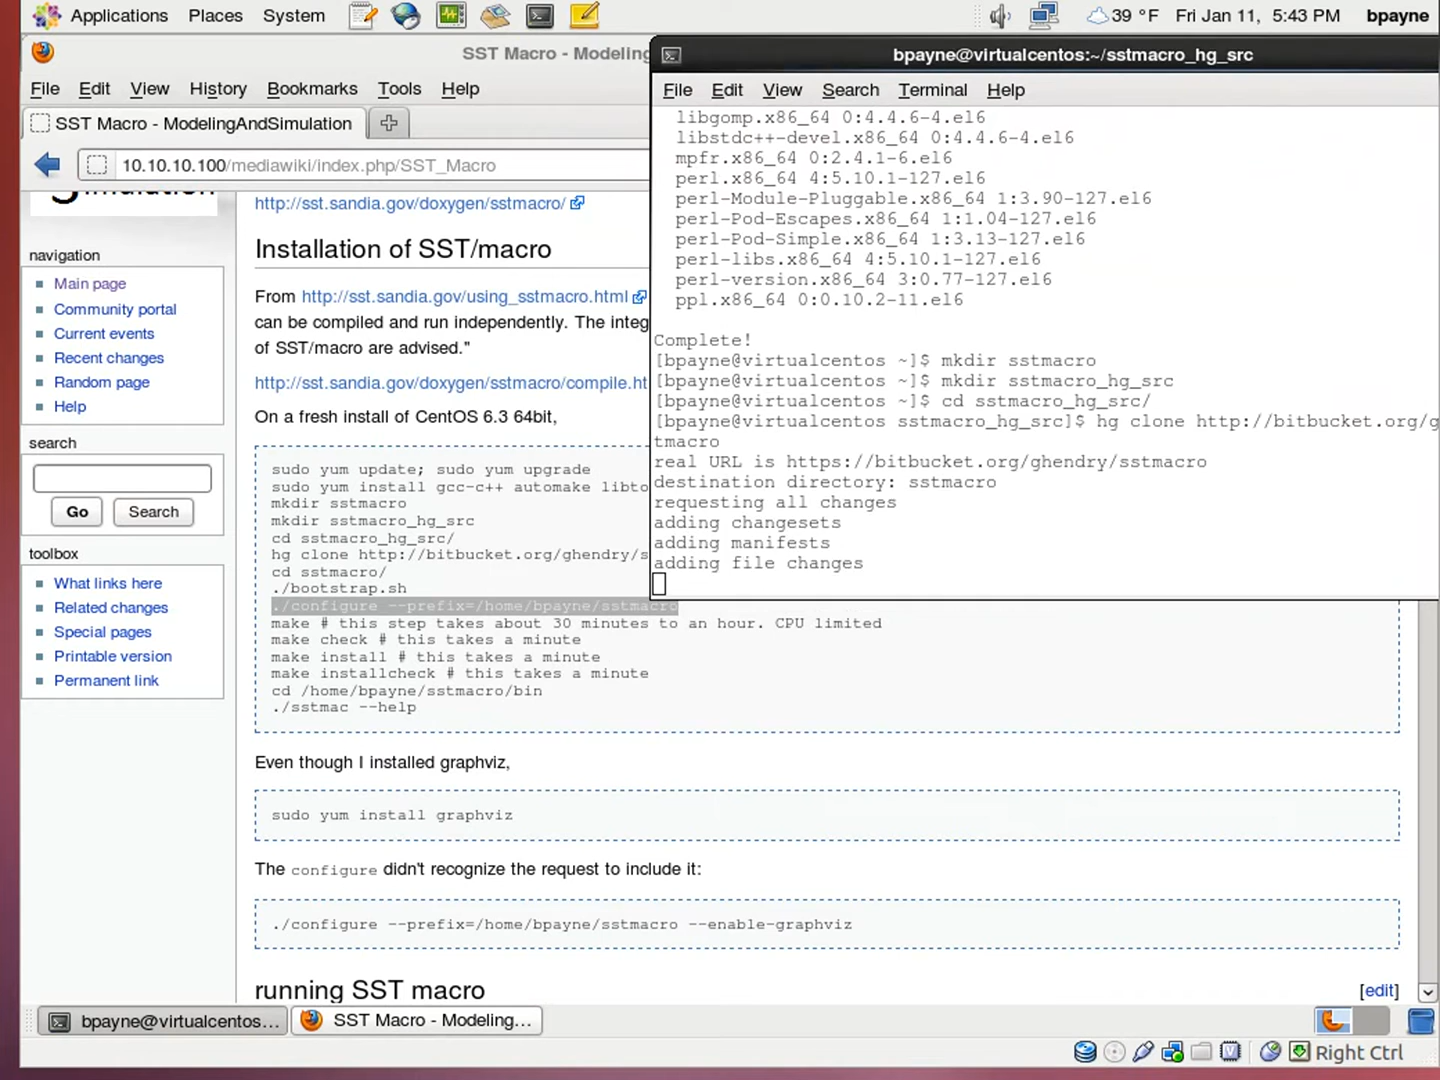 Applications Places System
39 °F Fri Jan 11, 5:43 PM bpayne
SST Macro - Modeling
File Edit View History Bookmarks Tools Help
SST Macro - ModelingAndSimulation
10.10.10.100/mediawiki/index.php/SST_Macro
navigation
Main page
Community portal
Current events
Recent changes
Random page
Help
search
Go Search
toolbox
What links here
Related changes
Special pages
Printable version
Permanent link
http://sst.sandia.gov/doxygen/sstmacro/
Installation of SST/macro
From http://sst.sandia.gov/using_sstmacro.html
can be compiled and run independently. The integ
of SST/macro are advised."
http://sst.sandia.gov/doxygen/sstmacro/compile.ht
On a fresh install of CentOS 6.3 64bit,
sudo yum update; sudo yum upgrade
sudo yum install gcc-c++ automake libto
mkdir sstmacro
mkdir sstmacro_hg_src
cd sstmacro_hg_src/
hg clone http://bitbucket.org/ghendry/s
cd sstmacro/
./bootstrap.sh
./configure --prefix=/home/bpayne/sstmacro
make # this step takes about 30 minutes to an hour. CPU limited
make check # this takes a minute
make install # this takes a minute
make installcheck # this takes a minute
cd /home/bpayne/sstmacro/bin
./sstmac --help
Even though I installed graphviz,
sudo yum install graphviz
The configure didn't recognize the request to include it:
./configure --prefix=/home/bpayne/sstmacro --enable-graphviz
running SST macro [edit]
bpayne@virtualcentos:~/sstmacro_hg_src
File Edit View Search Terminal Help
libgomp.x86_64 0:4.4.6-4.el6
libstdc++-devel.x86_64 0:4.4.6-4.el6
mpfr.x86_64 0:2.4.1-6.el6
perl.x86_64 4:5.10.1-127.el6
perl-Module-Pluggable.x86_64 1:3.90-127.el6
perl-Pod-Escapes.x86_64 1:1.04-127.el6
perl-Pod-Simple.x86_64 1:3.13-127.el6
perl-libs.x86_64 4:5.10.1-127.el6
perl-version.x86_64 3:0.77-127.el6
ppl.x86_64 0:0.10.2-11.el6
Complete!
[bpayne@virtualcentos ~]$ mkdir sstmacro
[bpayne@virtualcentos ~]$ mkdir sstmacro_hg_src
[bpayne@virtualcentos ~]$ cd sstmacro_hg_src/
[bpayne@virtualcentos sstmacro_hg_src]$ hg clone http://bitbucket.org/g
tmacro
real URL is https://bitbucket.org/ghendry/sstmacro
destination directory: sstmacro
requesting all changes
adding changesets
adding manifests
adding file changes
bpayne@virtualcentos... SST Macro - Modeling...
Right Ctrl